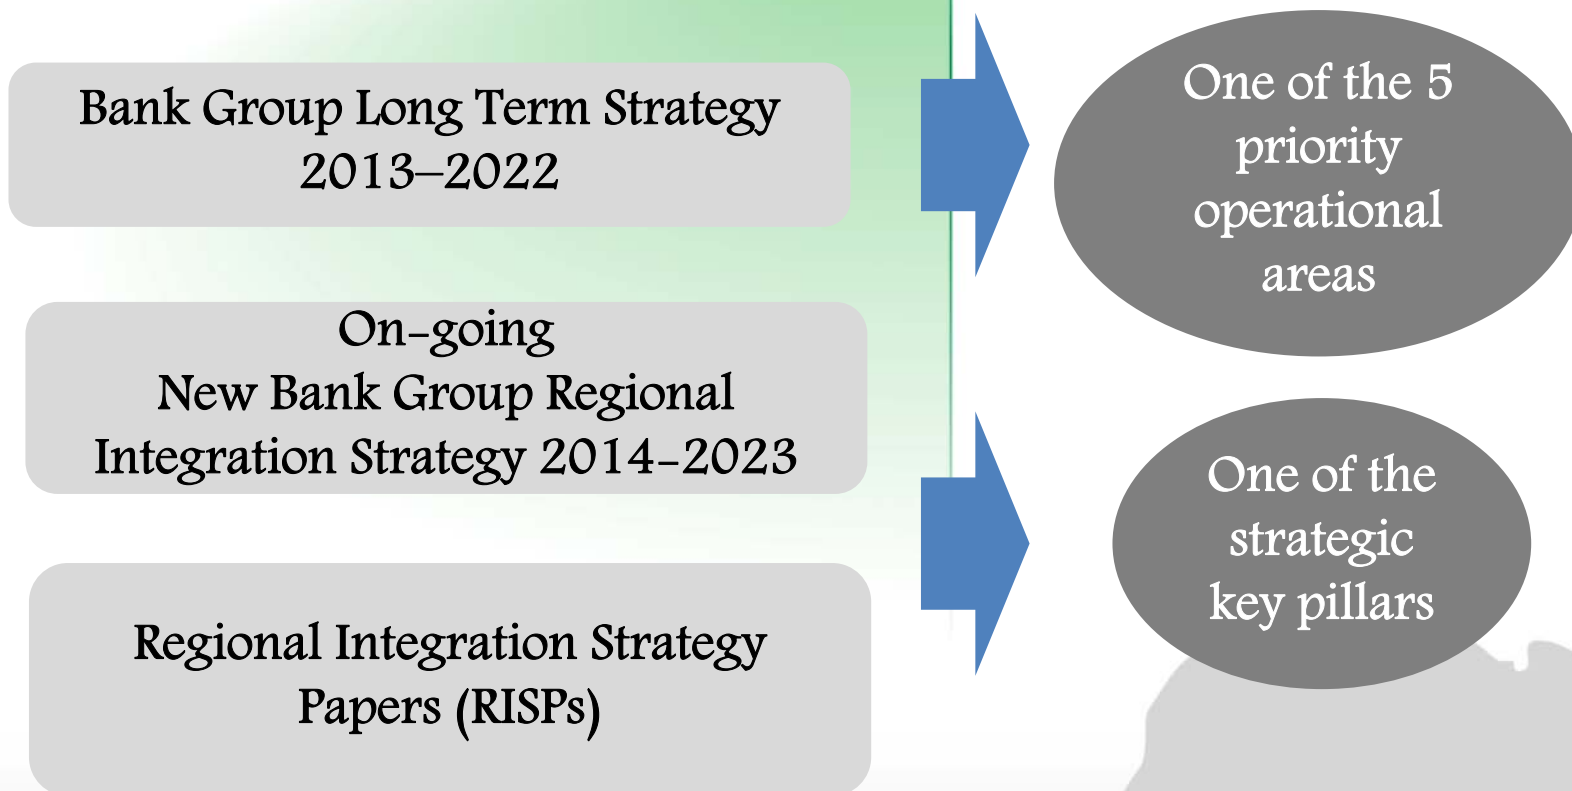 Bank Group Long Term Strategy
2013–2022
One of the 5
priority
operational
areas
On-going
New Bank Group Regional
Integration Strategy 2014-2023
One of the
strategic
key pillars
Regional Integration Strategy
Papers (RISPs)